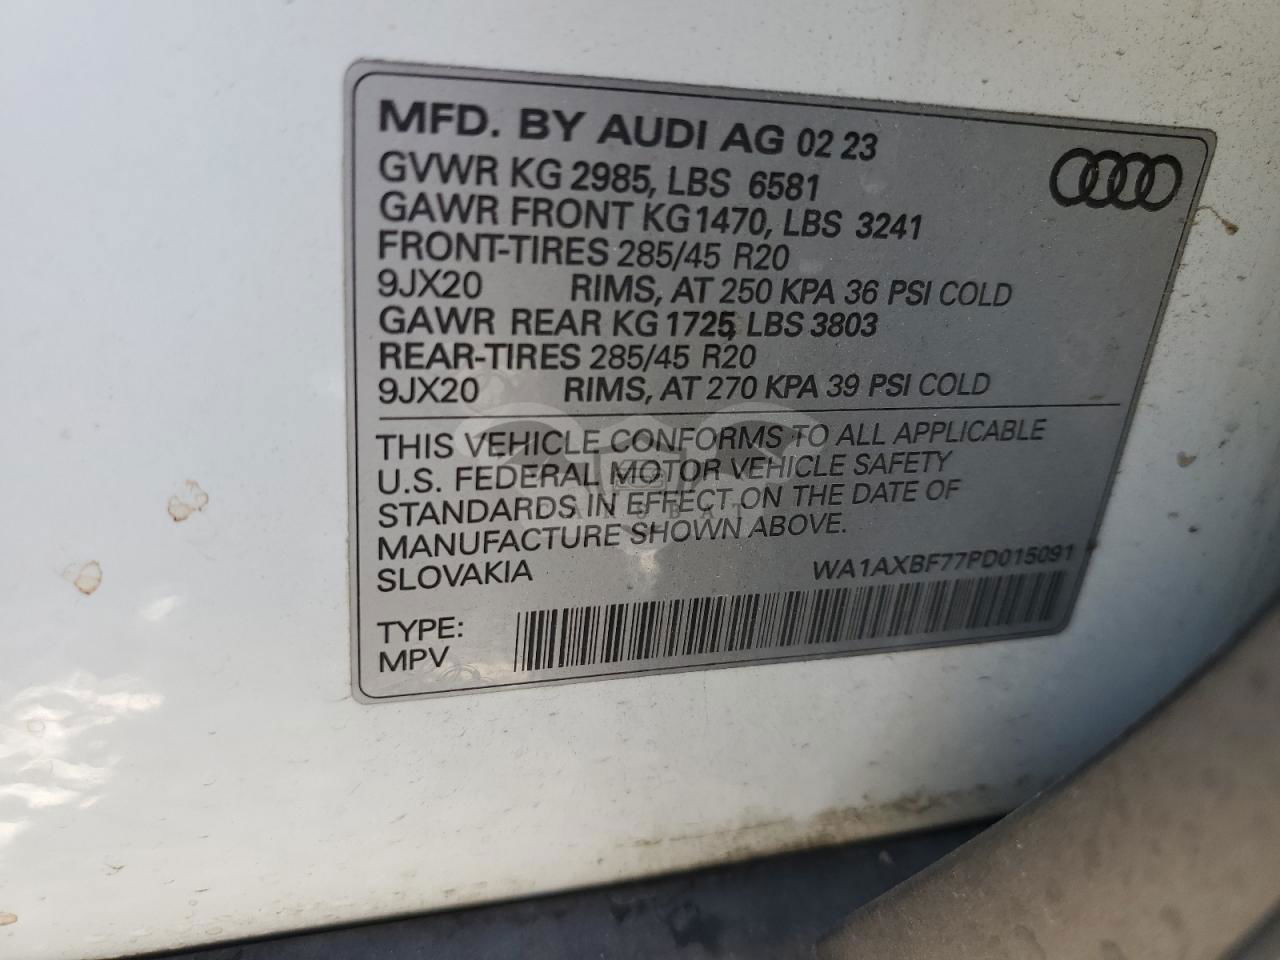 MFD. BY AUDI AG 02 23
GVWR KG 2985, LBS 6581
GAWR FRONT KG 1470, LBS 3241
FRONT-TIRES 285/45 R20
9JX20 RIMS, AT 250 KPA 36 PSI COLD
GAWR REAR KG 1725, LBS 3803
REAR-TIRES 285/45 R20
9JX20 RIMS, AT 270 KPA 39 PSI COLD
THIS VEHICLE CONFORMS TO ALL APPLICABLE
U.S. FEDERAL MOTOR VEHICLE SAFETY
STANDARDS IN EFFECT ON THE DATE OF
MANUFACTURE SHOWN ABOVE.
SLOVAKIA WA1AXBF77PD015091
TYPE:
MPV